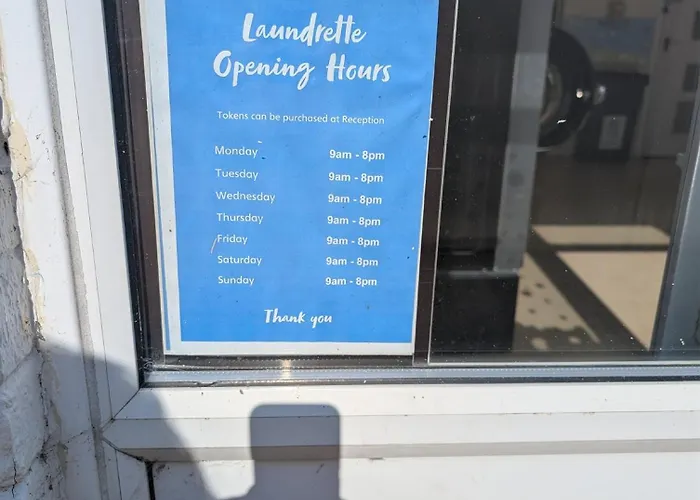 Laundrette
Opening Hours
Tokens can be purchased at Reception
Monday 9am - 8pm
Tuesday 9am - 8pm
Wednesday 9am - 8pm
Thursday 9am - 8pm
Friday 9am - 8pm
Saturday 9am - 8pm
Sunday 9am - 8pm
Thank you